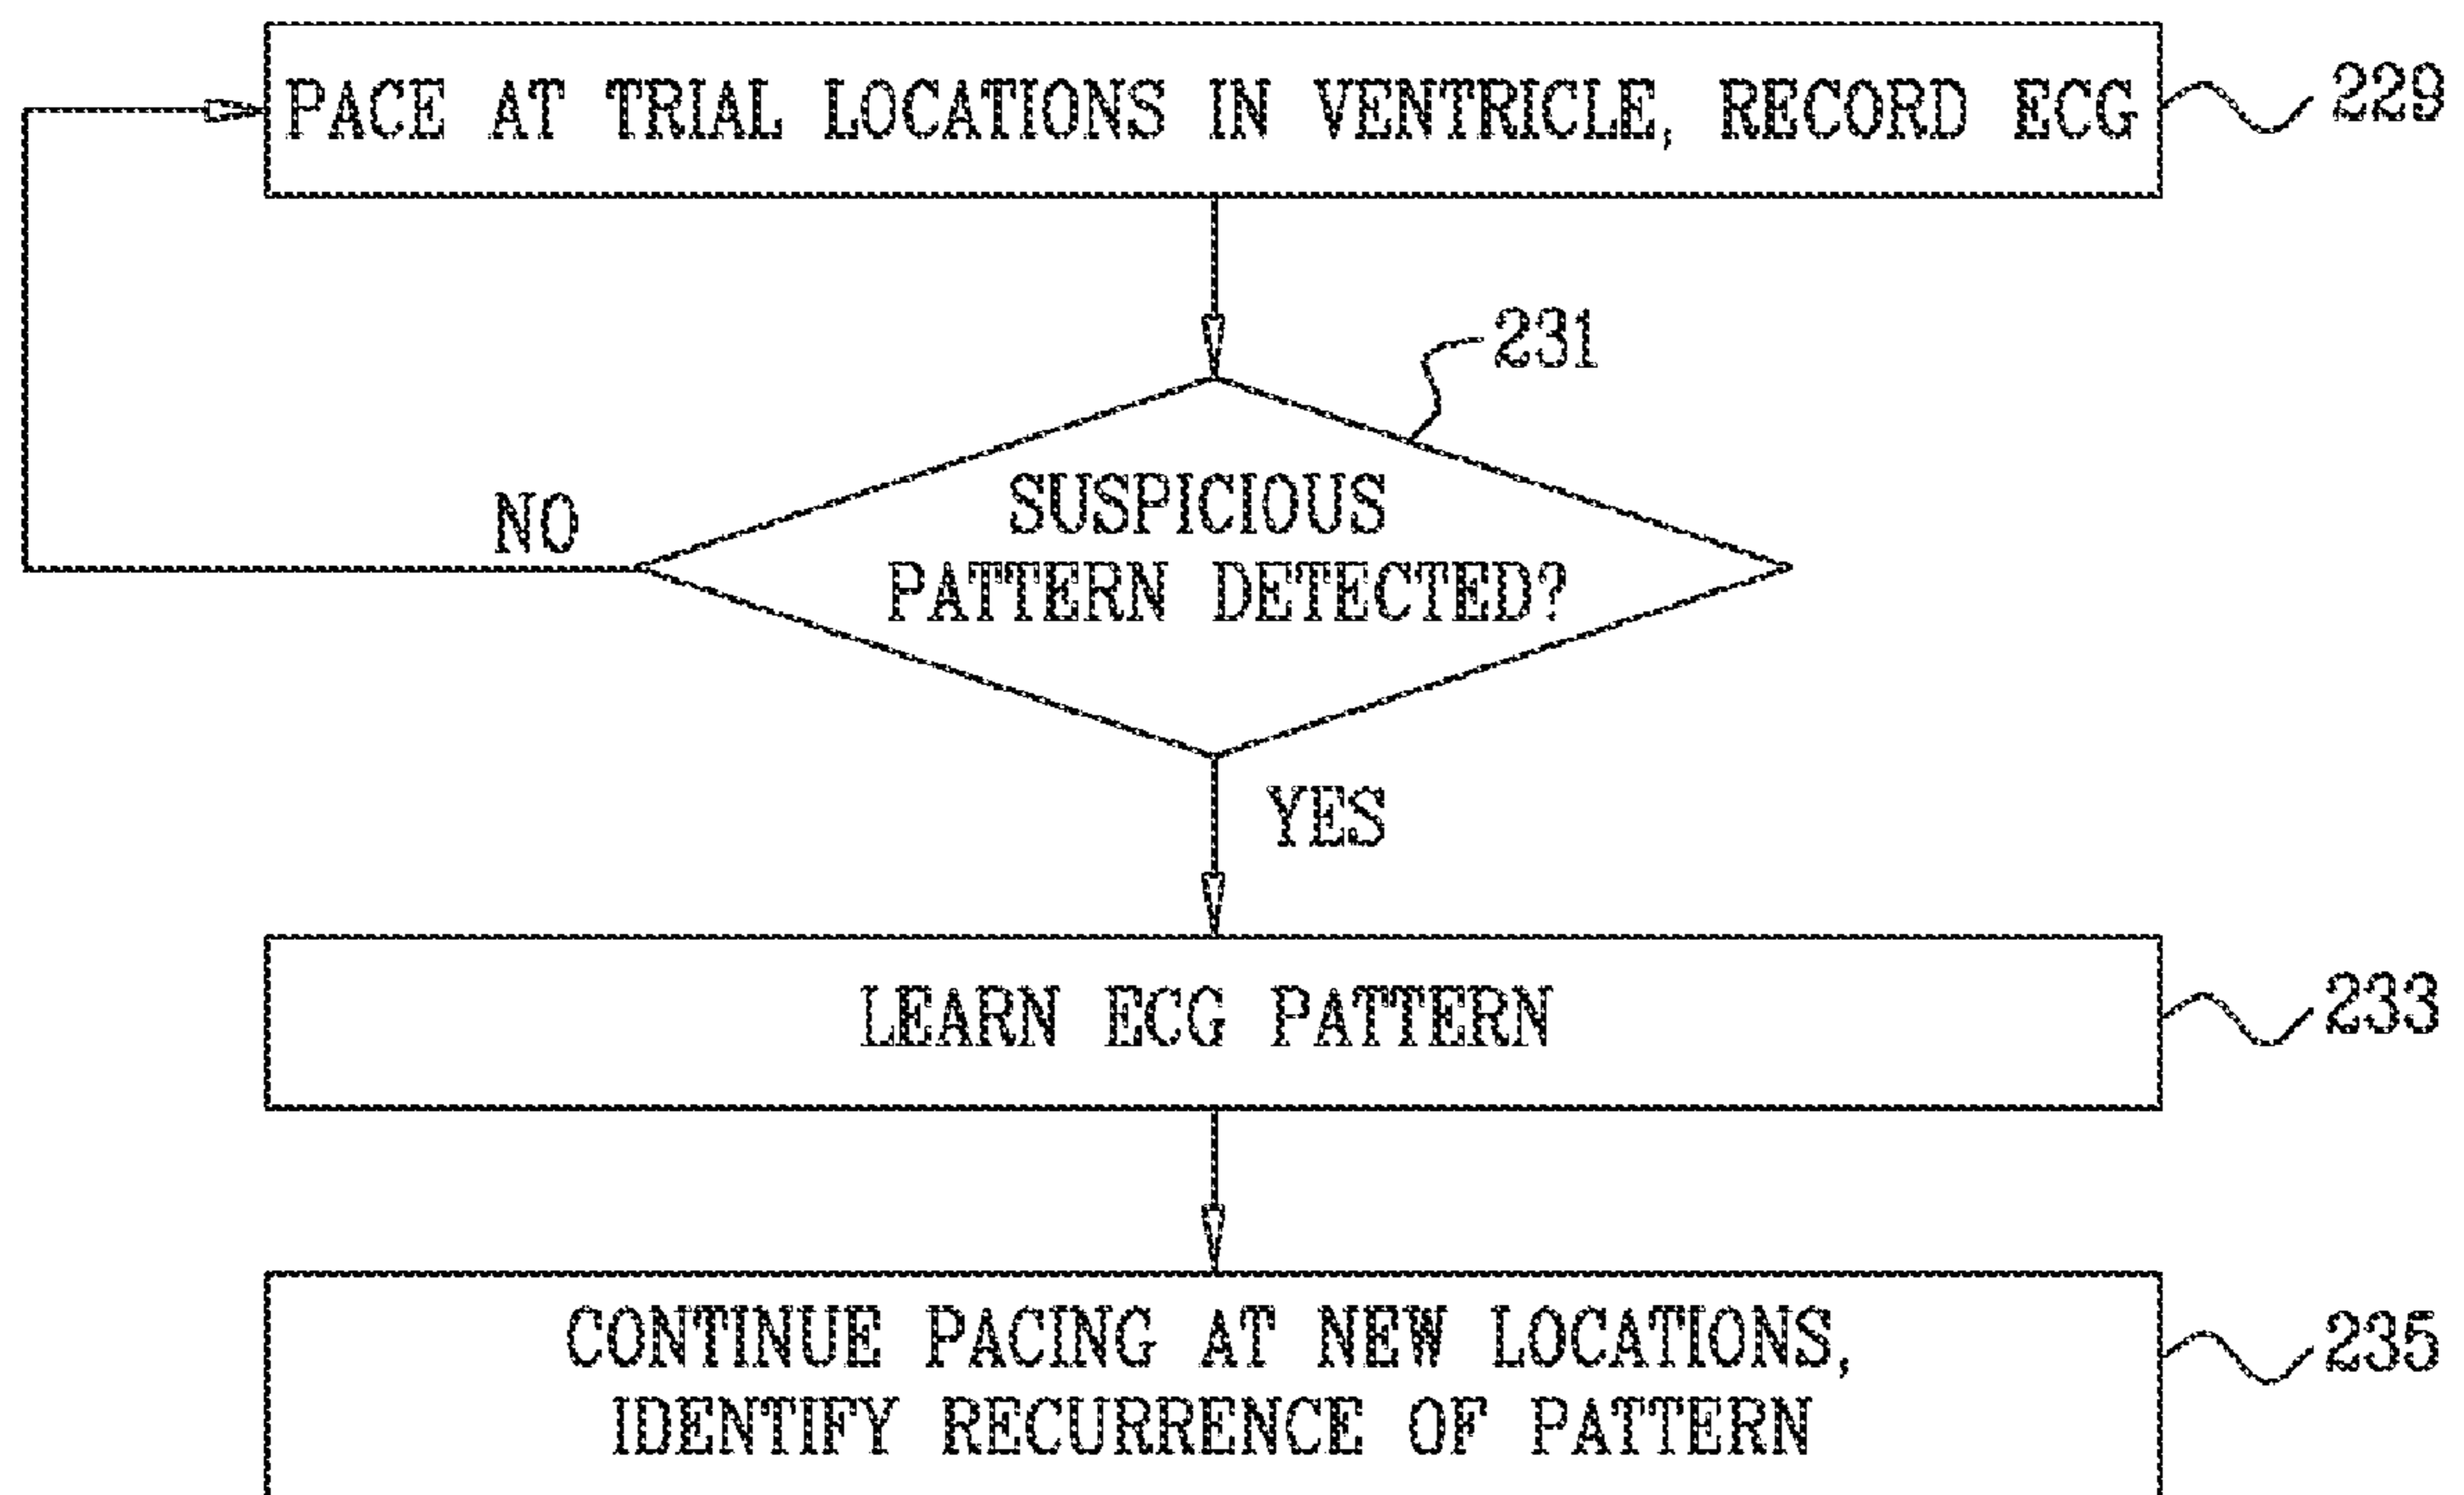 PACE AT TRIAL LOCATIONS IN VENTRICLE, RECORD ECG
229
231
SUSPICIOUS
PATTERN DETECTED?
NO
YES
LEARN ECG PATTERN
233
CONTINUE PACING AT NEW LOCATIONS,
IDENTIFY RECURRENCE OF PATTERN
235